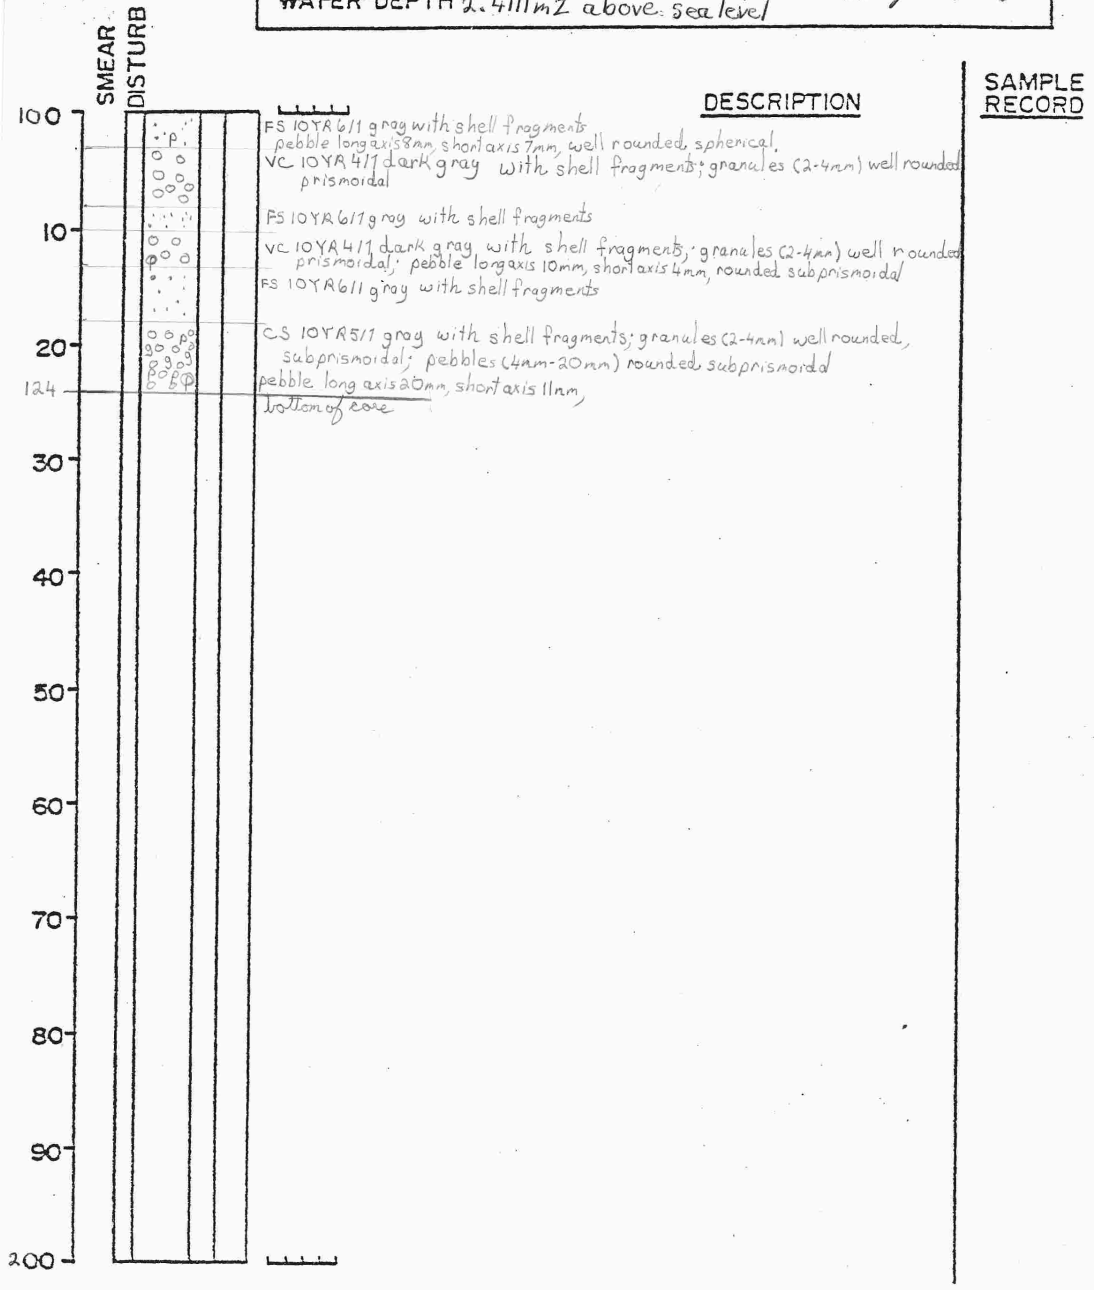 WATER DEPTH 2.4111m2 above sea level
SMEAR
DISTURB
DESCRIPTION
SAMPLE
RECORD
100
FS 10YR 6/1 gray with shell fragments
pebble long axis 8mm, short axis 7mm, well rounded, spherical,
VC 10YR 4/1 dark gray with shell fragments; granules (2-4mm) well rounded
prismoidal
FS 10YR 6/1 gray with shell fragments
10
VC 10YR 4/1 dark gray with shell fragments; granules (2-4mm) well rounded
prismoidal; pebble long axis 10mm, short axis 4mm, rounded subprismoidal
FS 10YR 6/1 gray with shell fragments
CS 10YR 5/1 gray with shell fragments; granules (2-4mm) well rounded,
20
subprismoidal; pebbles (4mm-20mm) rounded subprismoidal
124
pebble long axis 20mm, short axis 11mm,
bottom of core
30
40
50
60
70
80
90
200